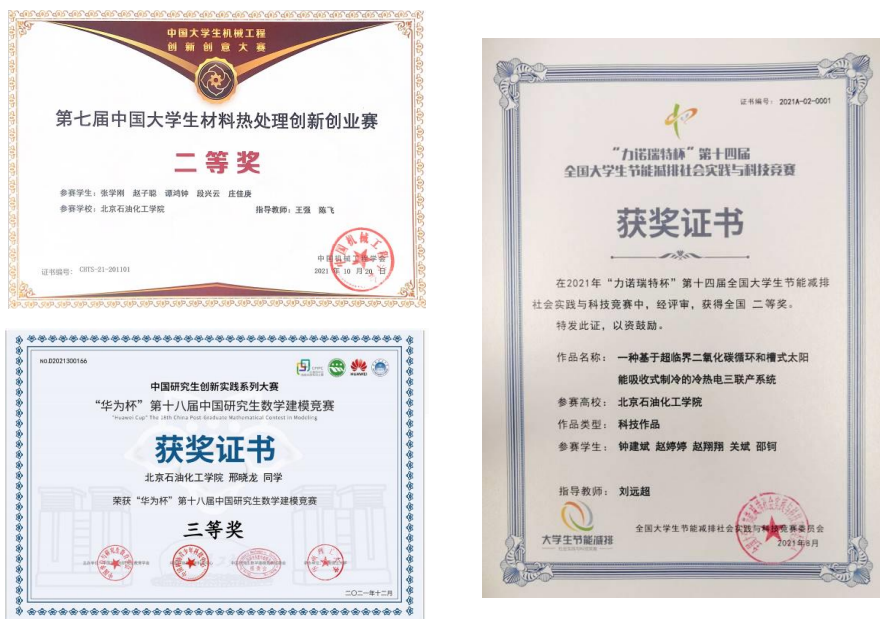 中国大学生机械工程
创新创意大赛
第七届中国大学生材料热处理创新创业赛
二等奖
参赛学生：张学刚 赵子聪 谭鸿钟 段兴云 庄佳庚
参赛学校：北京石油化工学院 指导教师：王强 陈飞
中国机械工程学会
证书编号：CHTS-21-201101
2021 年 10 月 20 日
NO.D2021300166
HUAWEI
中国研究生创新实践系列大赛
“华为杯”第十八届中国研究生数学建模竞赛
"Huawei Cup" The 18th China Post-Graduate Mathematical Contest in Modeling
获奖证书
北京石油化工学院 邢晓龙 同学
荣获“华为杯”第十八届中国研究生数学建模竞赛
三等奖
二〇二一年十二月
证书编号：2021A-02-0001
“力诺瑞特杯”第十四届
全国大学生节能减排社会实践与科技竞赛
获奖证书
在2021年“力诺瑞特杯”第十四届全国大学生节能减排
社会实践与科技竞赛中，经评审，获得全国 二等奖。
特发此证，以资鼓励。
作品名称：一种基于超临界二氧化碳循环和槽式太阳
能吸收式制冷的冷热电三联产系统
参赛高校：北京石油化工学院
作品类型：科技作品
参赛学生：钟建斌 赵婷婷 赵翔翔 关斌 邵钶
指导教师：刘远超
大学生节能减排
全国大学生节能减排社会实践与科技竞赛委员会
2021年8月